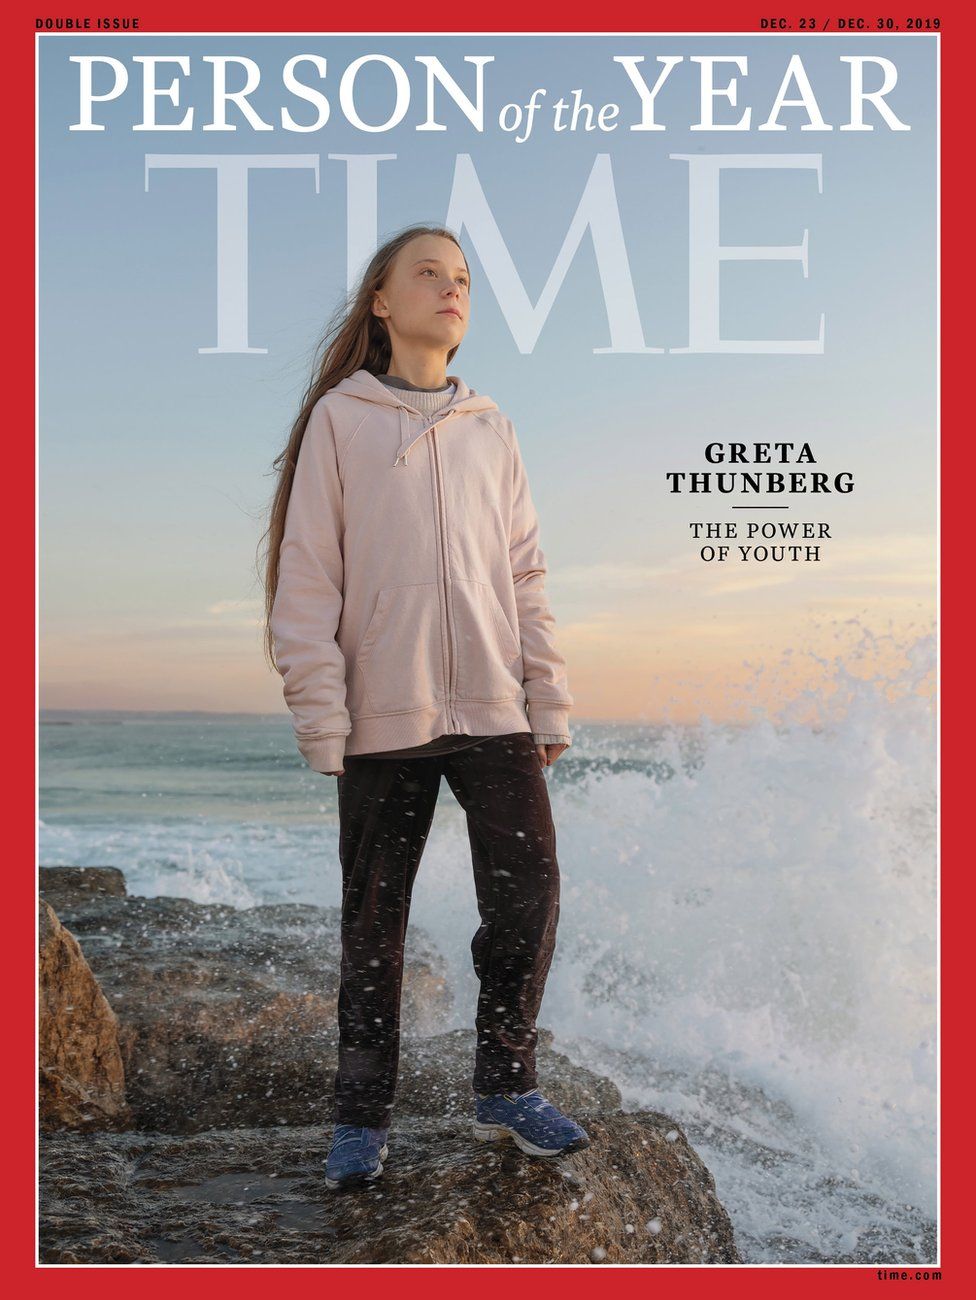 DOUBLE ISSUE
DEC. 23 / DEC. 30, 2019
PERSON of the YEAR
TIME
GRETA
THUNBERG
THE POWER
OF YOUTH
time.com